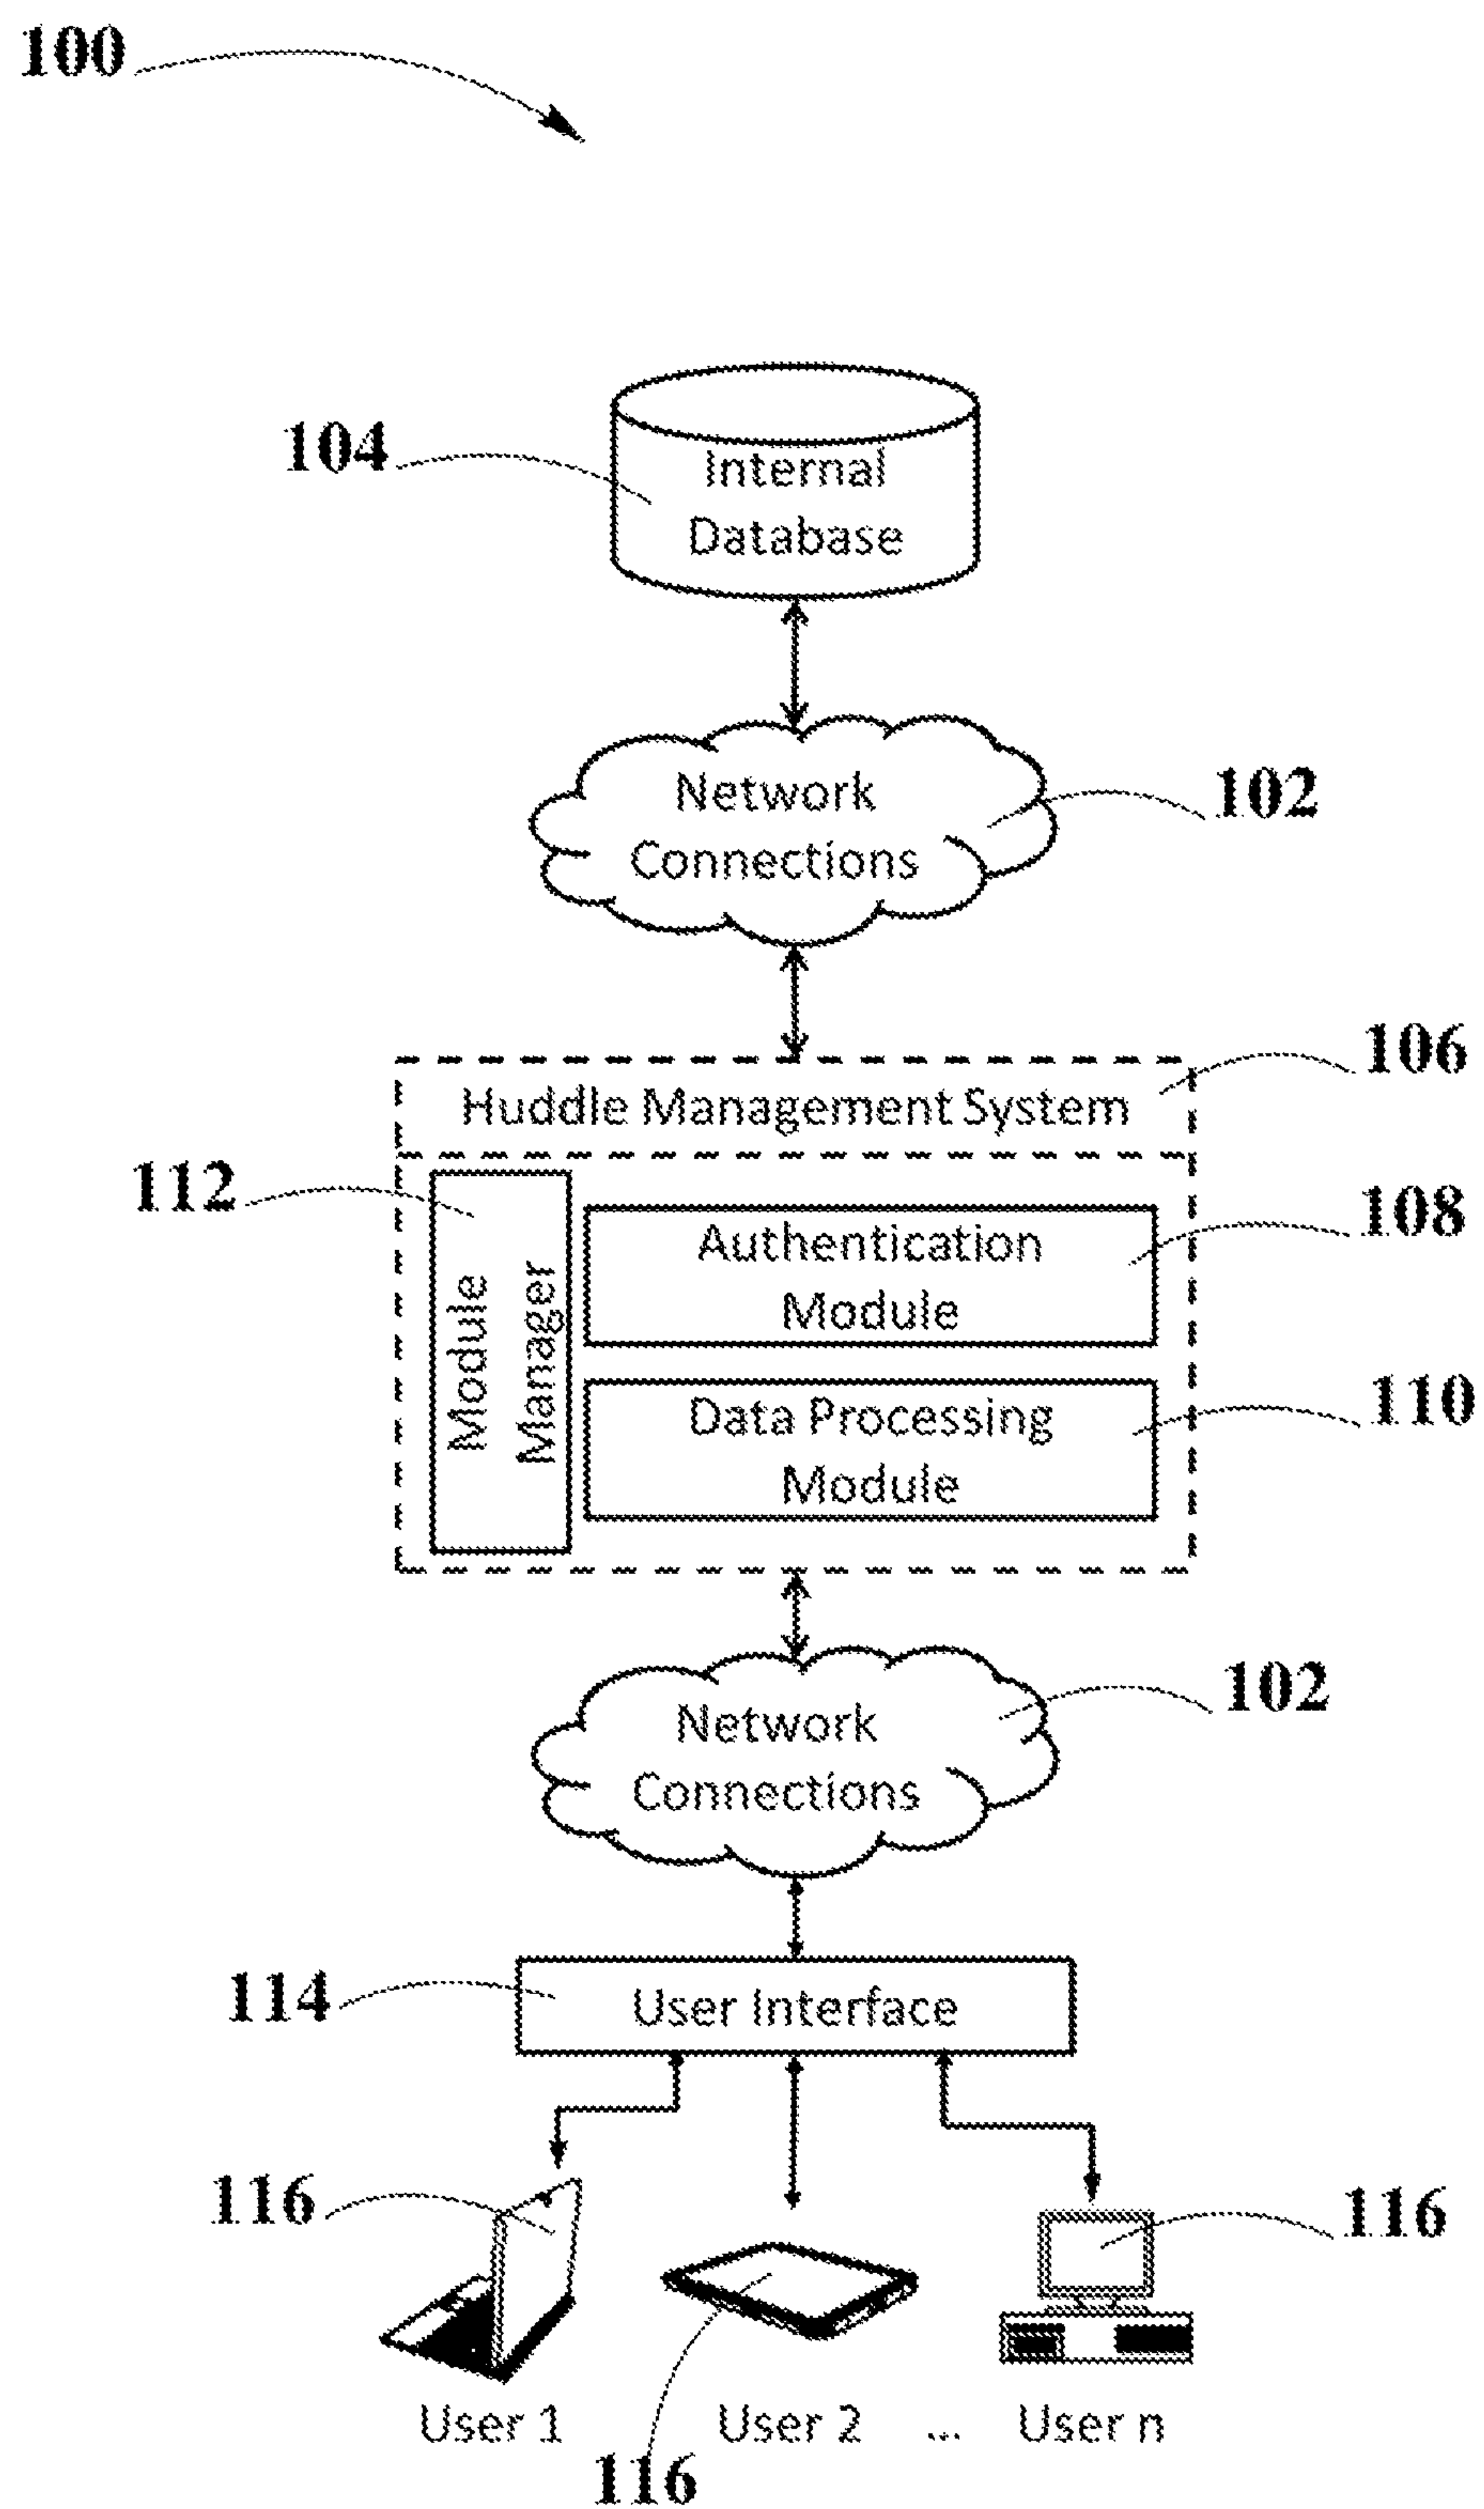 100
104
Internal
Database
Network
Connections
102
106
Huddle Management System
112
Module
Manager
Authentication
Module
108
Data Processing
Module
110
Network
Connections
102
114
User Interface
116
116
User 1
User 2
...
User n
116